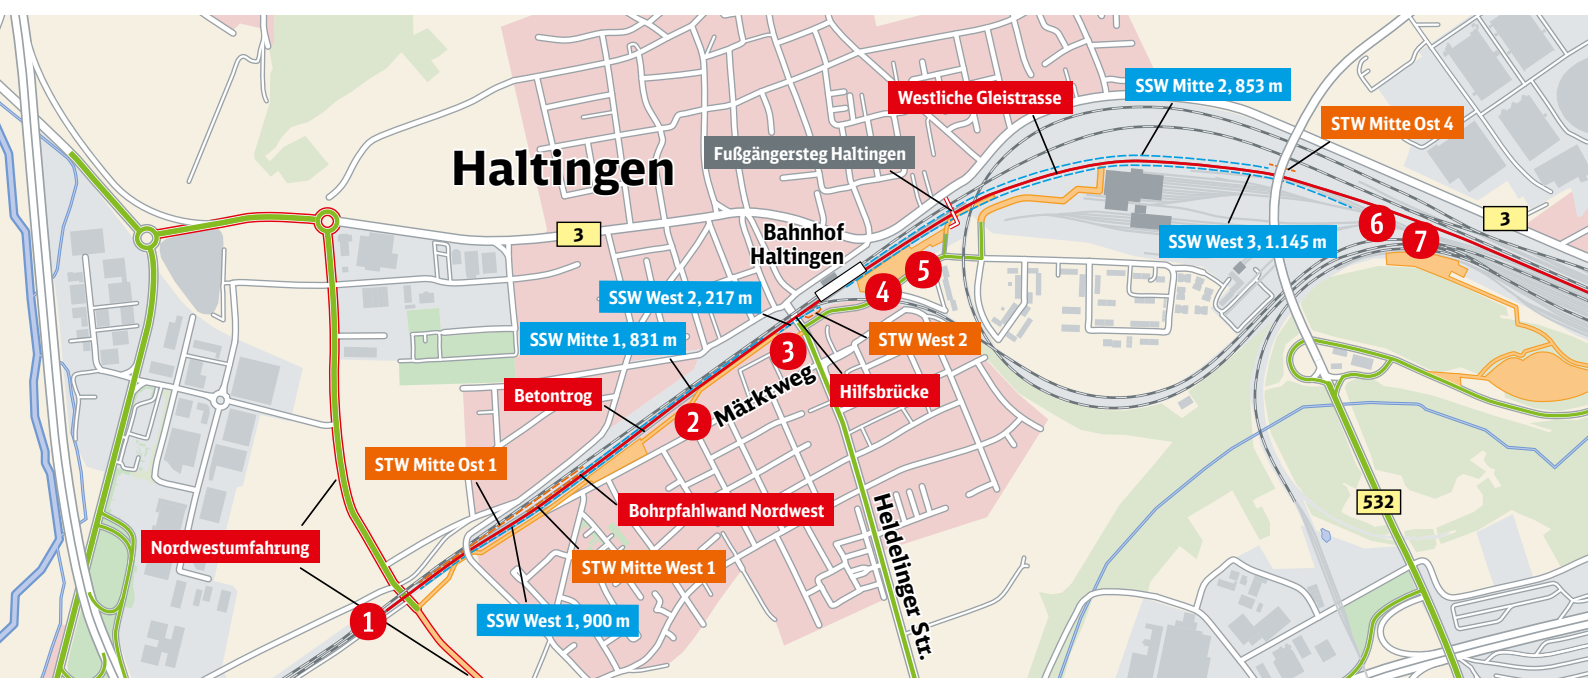 Westliche Gleistrasse
SSW Mitte 2, 853 m
STW Mitte Ost 4
Haltingen
Fußgängersteg Haltingen
3
Bahnhof
Haltingen
3
6
7
SSW West 3, 1.145 m
5
4
SSW West 2, 217 m
SSW Mitte 1, 831 m
STW West 2
3
Betontrog
Märktweg
Hilfsbrücke
2
STW Mitte Ost 1
Bohrpfahlwand Nordwest
532
Heldelinger Str.
Nordwestumfahrung
STW Mitte West 1
SSW West 1, 900 m
1